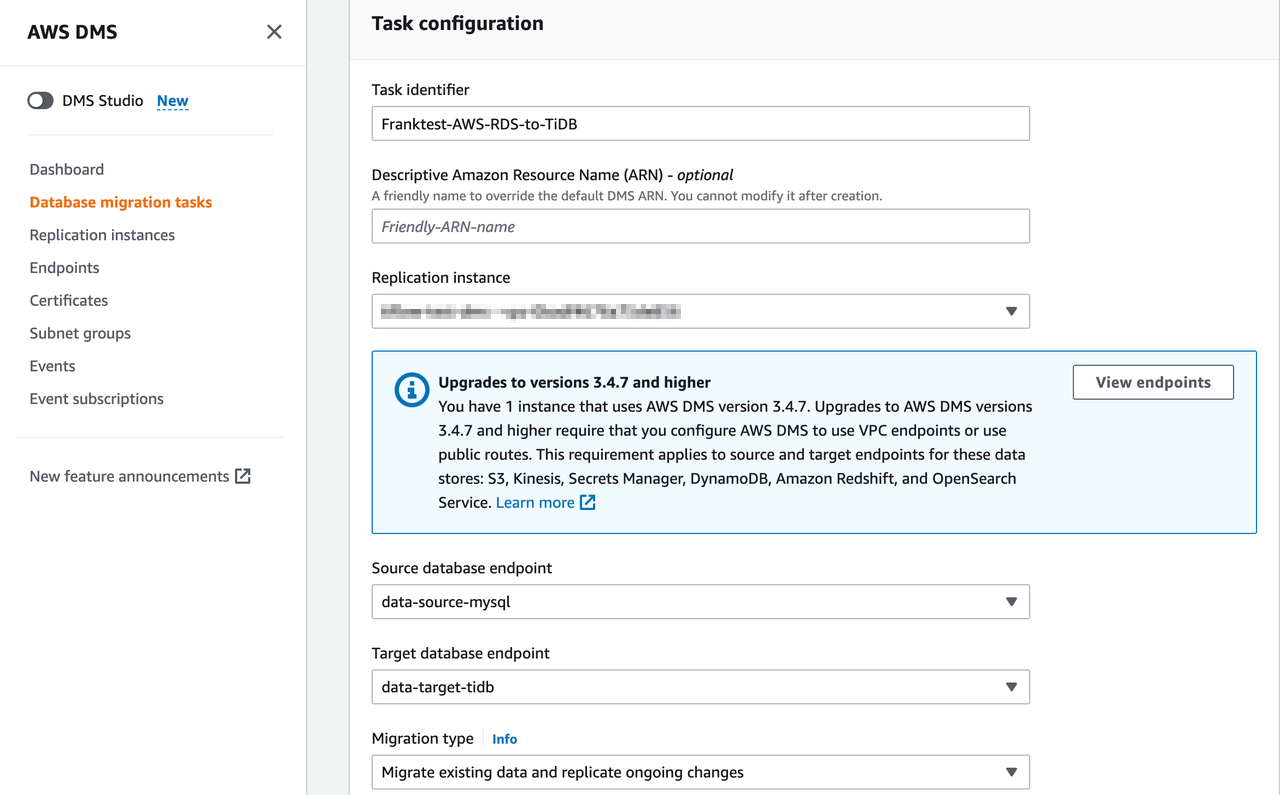 AWS DMS
DMS Studio New
Dashboard
Database migration tasks
Replication instances
Endpoints
Certificates
Subnet groups
Events
Event subscriptions
New feature announcements
Task configuration
Task identifier
Franktest-AWS-RDS-to-TiDB
Descriptive Amazon Resource Name (ARN) - optional
A friendly name to override the default DMS ARN. You cannot modify it after creation.
Friendly-ARN-name
Replication instance
Upgrades to versions 3.4.7 and higher
View endpoints
You have 1 instance that uses AWS DMS version 3.4.7. Upgrades to AWS DMS versions
3.4.7 and higher require that you configure AWS DMS to use VPC endpoints or use
public routes. This requirement applies to source and target endpoints for these data
stores: S3, Kinesis, Secrets Manager, DynamoDB, Amazon Redshift, and OpenSearch
Service. Learn more
Source database endpoint
data-source-mysql
Target database endpoint
data-target-tidb
Migration type Info
Migrate existing data and replicate ongoing changes